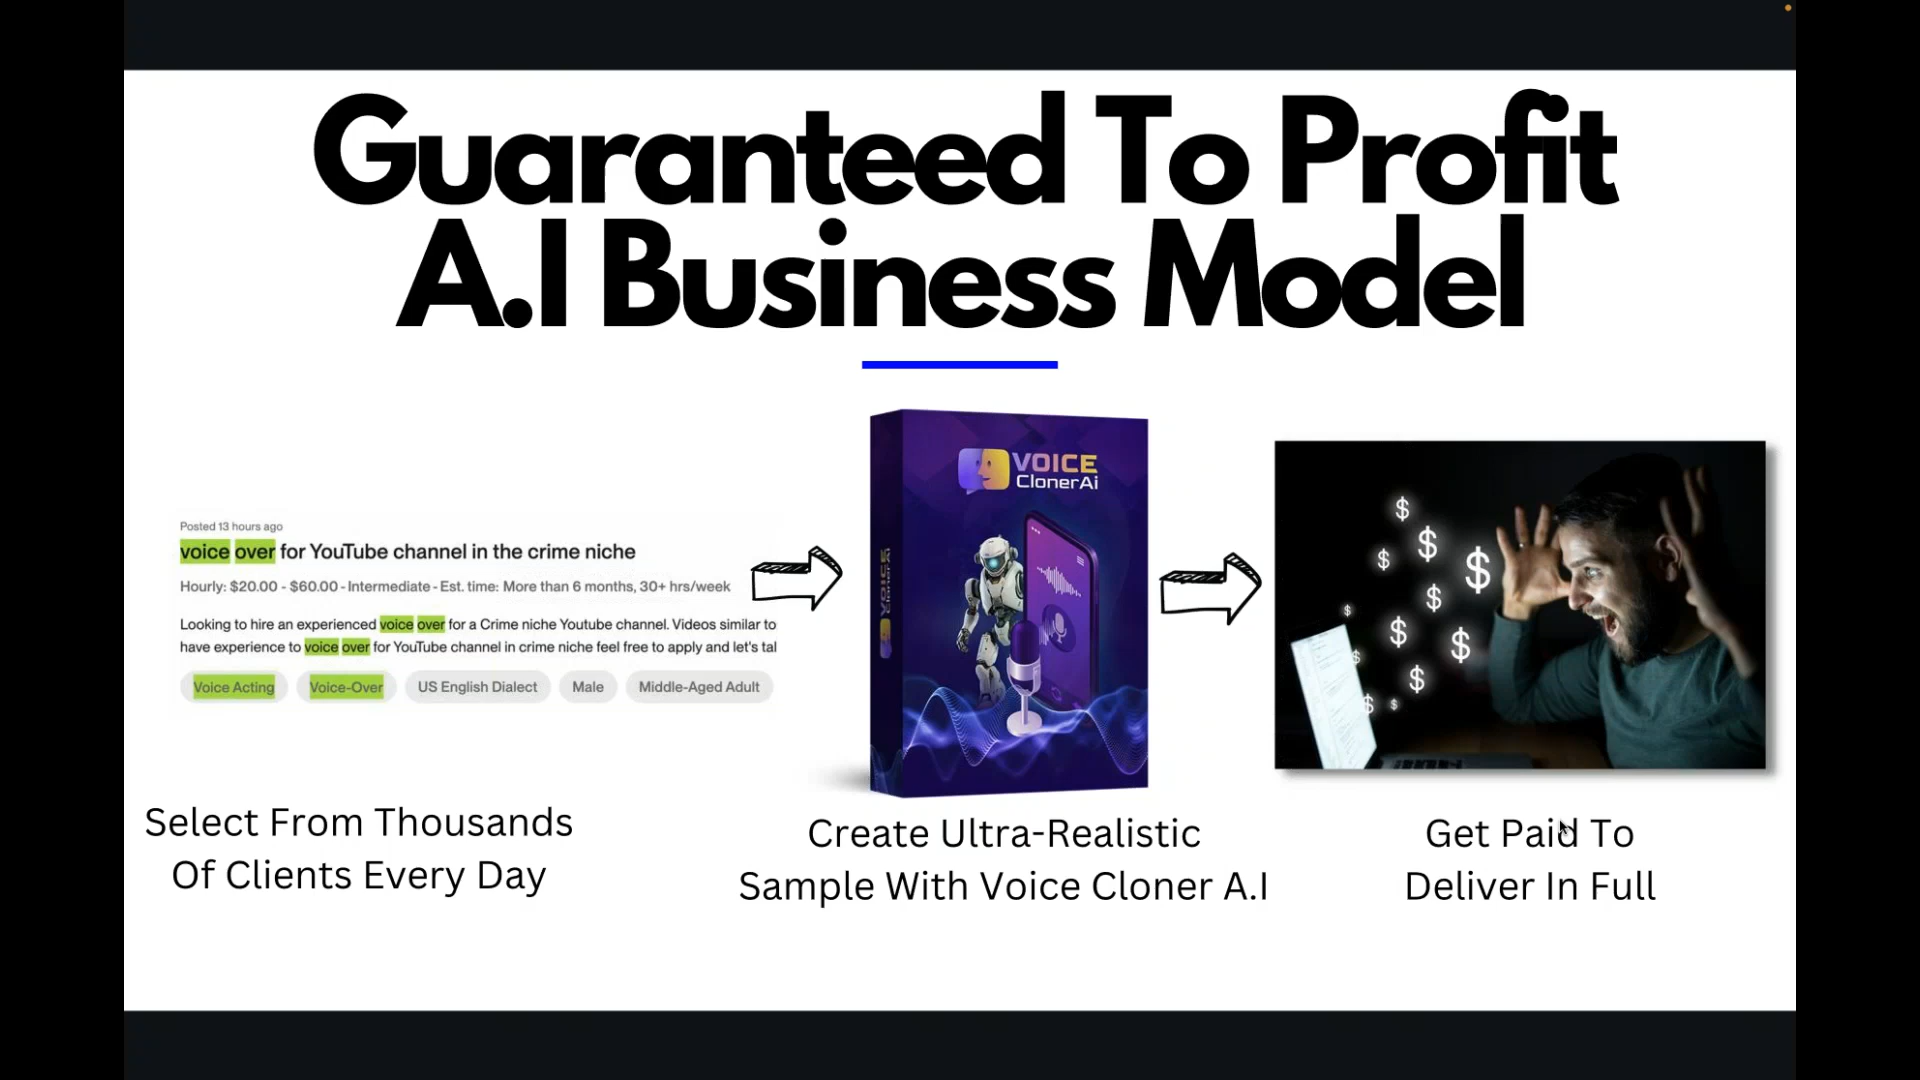 Guaranteed To Profit
A.I Business Model
Posted 13 hours ago
voice over for YouTube channel in the crime niche
Hourly: $20.00 - $60.00 - Intermediate - Est. time: More than 6 months, 30+ hrs/week
Looking to hire an experienced voice over for a Crime niche Youtube channel. Videos similar to
have experience to voice over for YouTube channel in crime niche feel free to apply and let's tal
Voice Acting
Voice-Over
US English Dialect
Male
Middle-Aged Adult
Select From Thousands
Of Clients Every Day
VOICE
ClonerAi
VOICE
ClonerAi
Create Ultra-Realistic
Sample With Voice Cloner A.I
$
$
$
$
$
$
$
$
$
$
$
$
Get Paid To
Deliver In Full